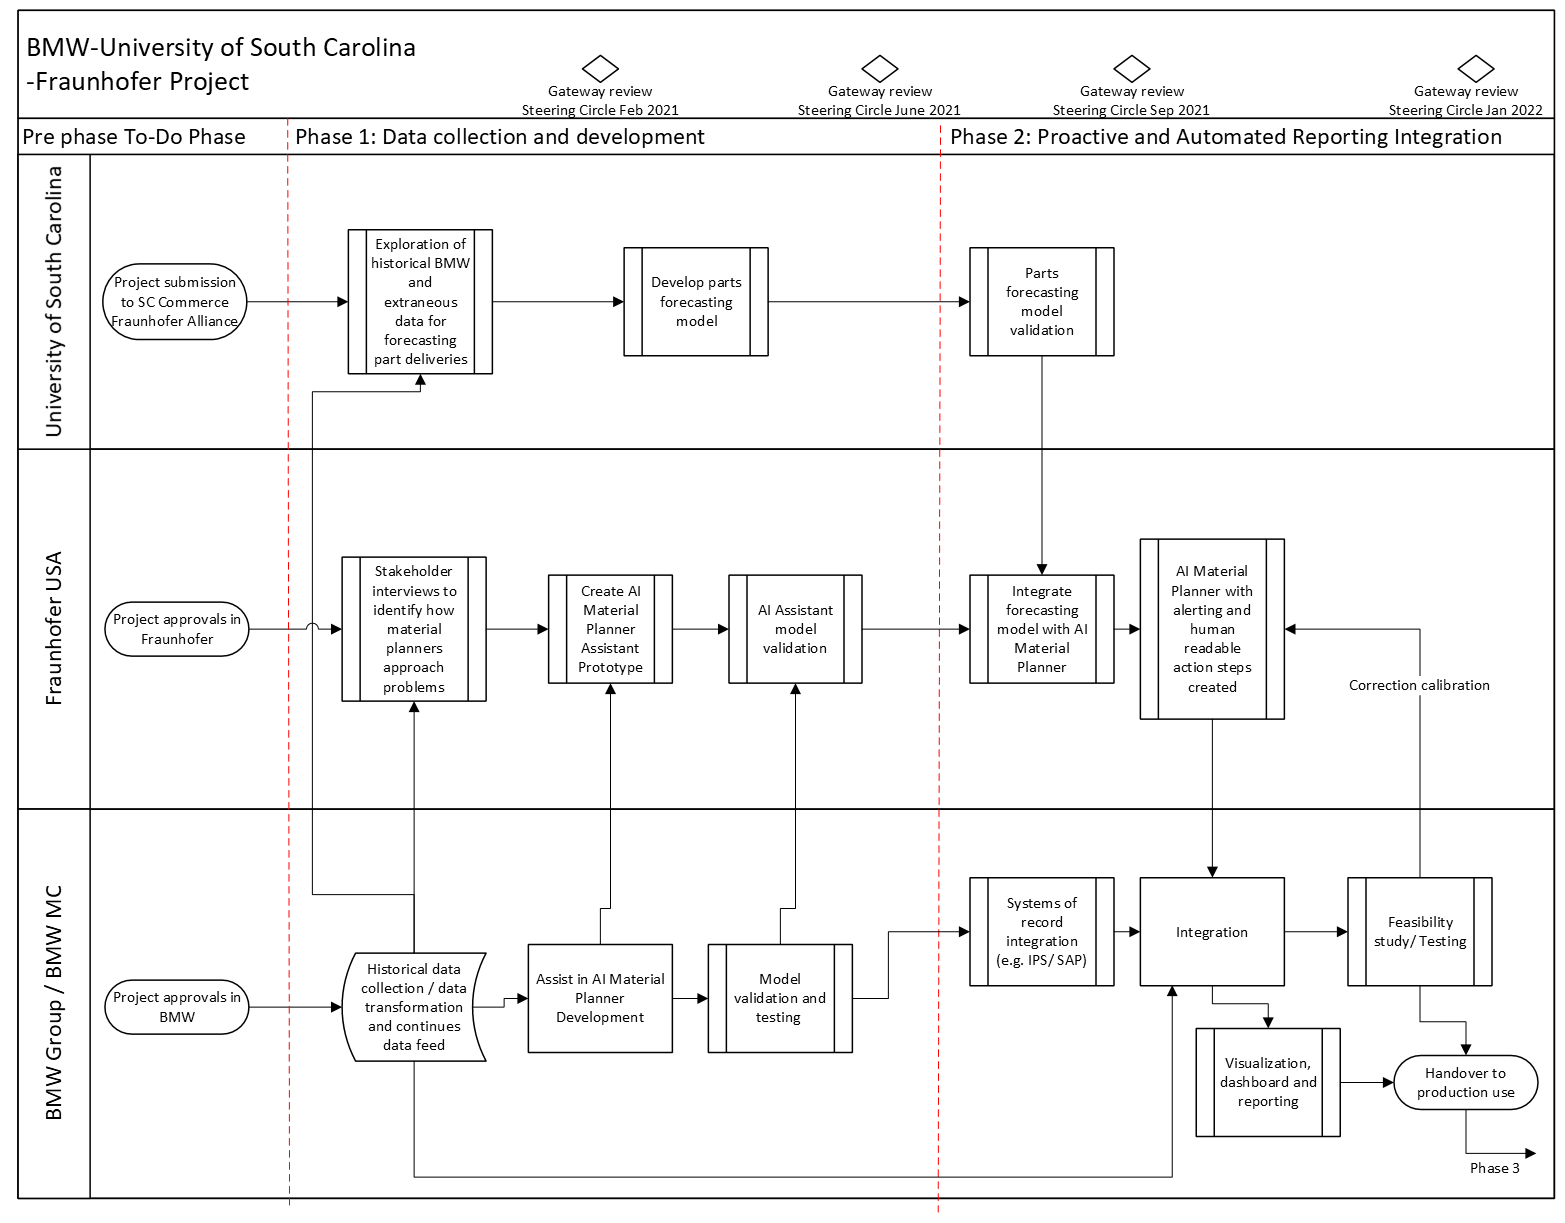 BMW-University of South Carolina
-Fraunhofer Project
Gateway review
Steering Circle Feb 2021
Gateway review
Steering Circle June 2021
Gateway review
Steering Circle Sep 2021
Gateway review
Steering Circle Jan 2022
Pre phase To-Do Phase
Phase 1: Data collection and development
Phase 2: Proactive and Automated Reporting Integration
University of South Carolina
Project submission
to SC Commerce
Fraunhofer Alliance
Exploration of
historical BMW
and
extraneous
data for
forecasting
part deliveries
Develop parts
forecasting
model
Parts
forecasting
model
validation
Fraunhofer USA
Project approvals in
Fraunhofer
Stakeholder
interviews to
identify how
material
planners
approach
problems
Create AI
Material
Planner
Assistant
Prototype
AI Assistant
model
validation
Integrate
forecasting
model with AI
Material
Planner
AI Material
Planner with
alerting and
human
readable
action steps
created
Correction calibration
BMW Group / BMW MC
Project approvals in
BMW
Historical data
collection / data
transformation
and continues
data feed
Assist in AI Material
Planner
Development
Model
validation and
testing
Systems of
record
integration
(e.g. IPS/ SAP)
Integration
Feasibility
study/ Testing
Visualization,
dashboard and
reporting
Handover to
production use
Phase 3